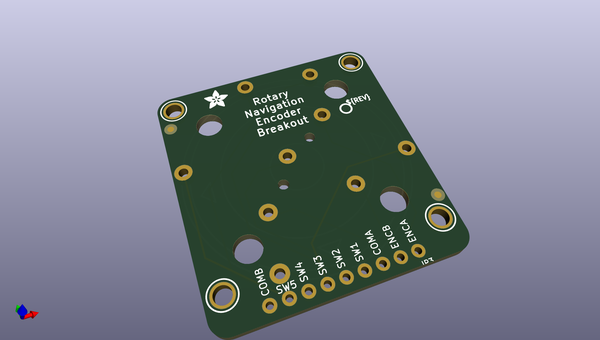 Rotary
Navigation
Encoder
Breakout
$(REV)
COMB
SW5
SW4
SW3
SW2
SW1
COMA
ENCB
ENCA